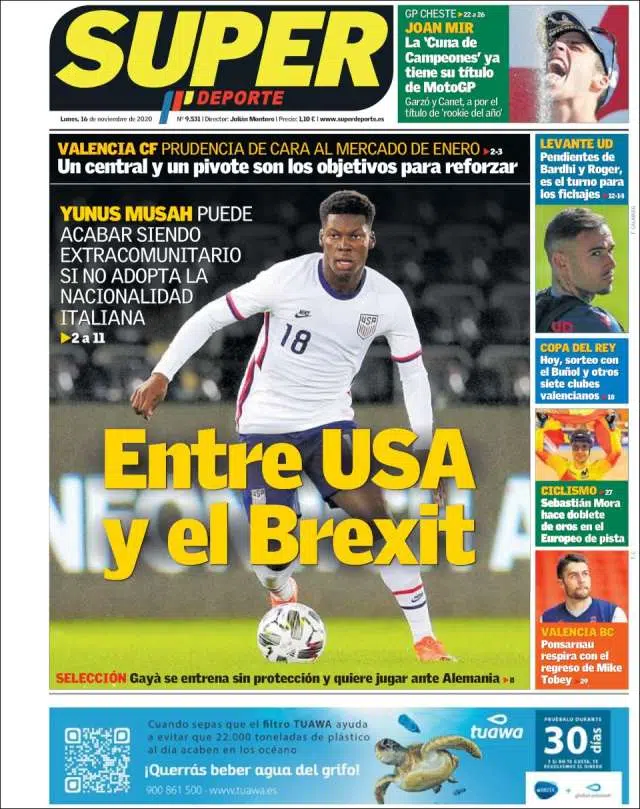 SUPER
DEPORTE
Lunes, 16 de noviembre de 2020
Nº 9.531 | Director: Julián Montoro | Precio: 1,10 € | www.superdeporte.es
GP CHESTE 22 a 26
JOAN MIR
La 'Cuna de
Campeones' ya
tiene su título
de MotoGP
Garzó y Canet, a por el
título de 'rookie del año'
VALENCIA CF PRUDENCIA DE CARA AL MERCADO DE ENERO 2-3
Un central y un pivote son los objetivos para reforzar
YUNUS MUSAH PUEDE
ACABAR SIENDO
EXTRACOMUNITARIO
SI NO ADOPTA LA
NACIONALIDAD
ITALIANA
2 a 11
18
USA
Entre USA
y el Brexit
SELECCIÓN Gayà se entrena sin protección y quiere jugar ante Alemania 8
LEVANTE UD
Pendientes de
Bardhi y Roger,
es el turno para
los fichajes 12-14
COPA DEL REY
Hoy, sorteo con
el Buñol y otros
siete clubes
valencianos 18
CICLISMO 27
Sebastián Mora
hace doblete
de oros en el
Europeo de pista
VALENCIA BC
Ponsarnau
respira con el
regreso de Mike
Tobey 29
Cuando sepas que el filtro TUAWA ayuda
a evitar que 22.000 toneladas de plástico
al día acaben en los océano
¡Querrás beber agua del grifo!
900 861 500 - www.tuawa.es
tuawa
PRUÉBALO DURANTE
30 días
Y SI NO TE GUSTA, TE
DEVOLVEMOS EL DINERO